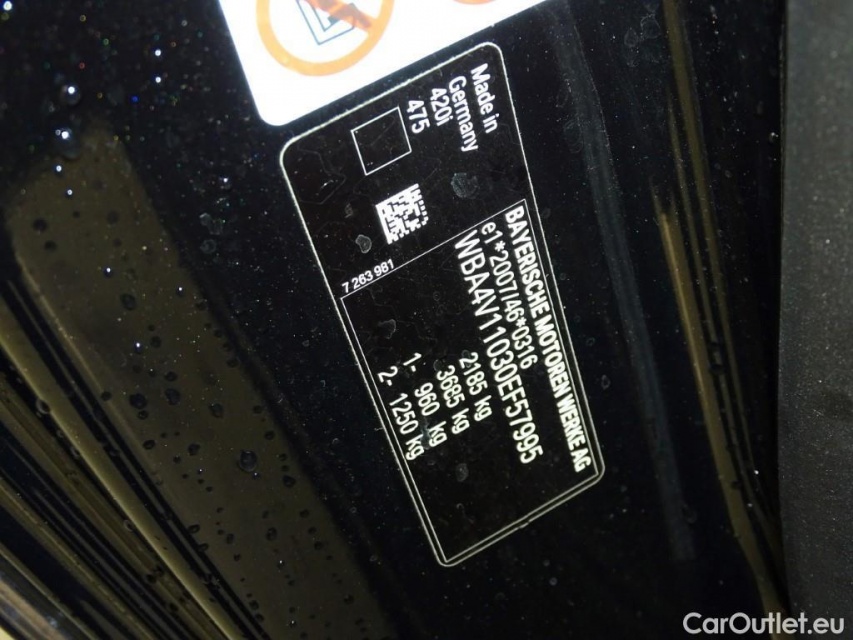 Made in
Germany
420i
475
7 263 981
BAYERISCHE MOTOREN WERKE AG
e1*2007/46*0316
WBA4V11030EF57995
2185 kg
3685 kg
1- 960 kg
2- 1250 kg
CarOutlet.eu